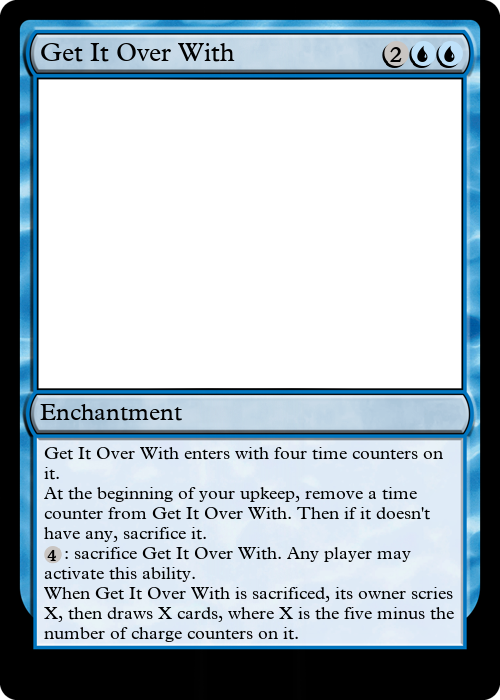 Get It Over With 2
Enchantment
Get It Over With enters with four time counters on
it.
At the beginning of your upkeep, remove a time
counter from Get It Over With. Then if it doesn't
have any, sacrifice it.
4 : sacrifice Get It Over With. Any player may
activate this ability.
When Get It Over With is sacrificed, its owner scries
X, then draws X cards, where X is the five minus the
number of charge counters on it.